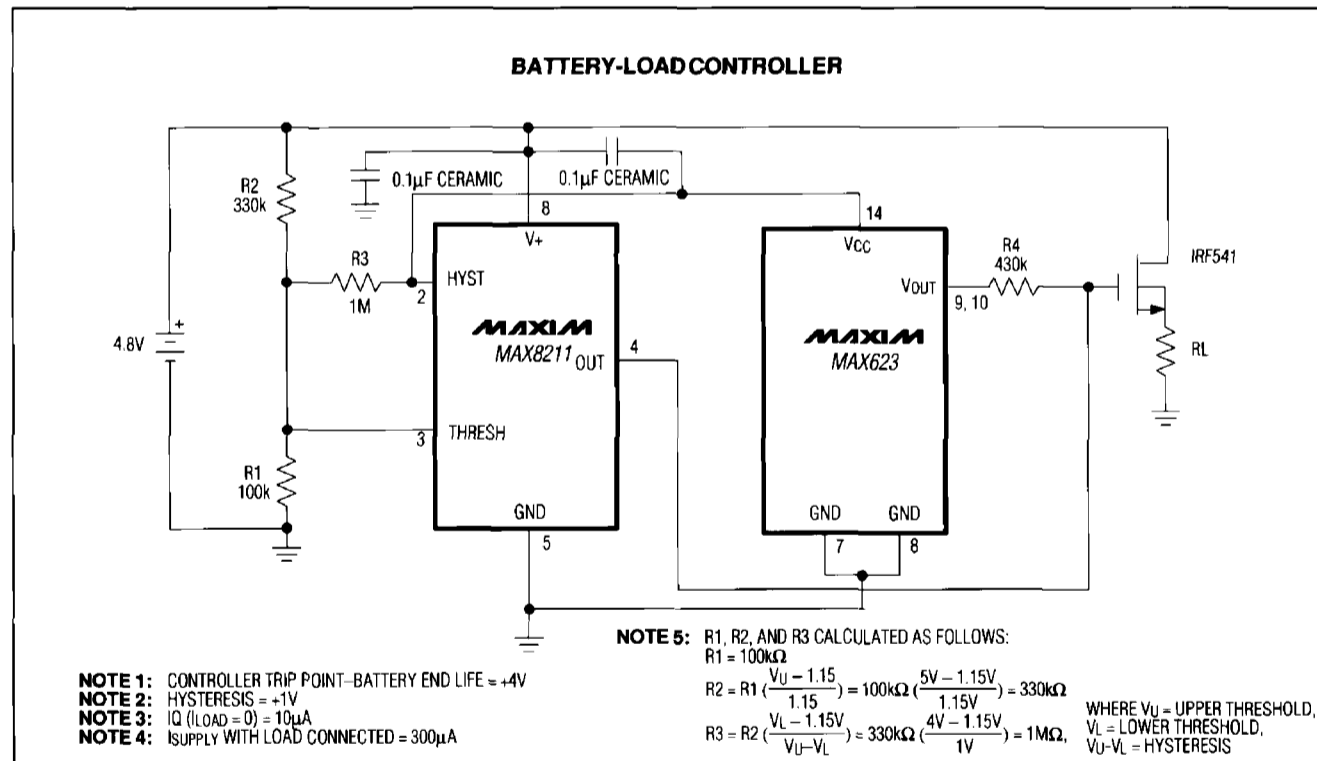 BATTERY-LOAD CONTROLLER
R2
330k
0.1µF CERAMIC
0.1µF CERAMIC
8
14
V+
VCC
R3
1M
2
HYST
R4
430k
IRF541
VOUT
9, 10
4.8V
+
MAXIM
MAX8211
OUT
4
MAXIM
MAX623
RL
3
THRESH
R1
100k
GND
5
GND
GND
7
8
NOTE 1: CONTROLLER TRIP POINT–BATTERY END LIFE = +4V
NOTE 2: HYSTERESIS = +1V
NOTE 3: IQ (ILOAD = 0) = 10µA
NOTE 4: ISUPPLY WITH LOAD CONNECTED = 300µA
NOTE 5: R1, R2, AND R3 CALCULATED AS FOLLOWS:
R1 = 100kΩ
R2 = R1 (VU – 1.15 / 1.15) = 100kΩ (5V – 1.15V / 1.15V) = 330kΩ
R3 = R2 (VL – 1.15V / VU–VL) = 330kΩ (4V – 1.15V / 1V) = 1MΩ,
WHERE VU = UPPER THRESHOLD,
VL = LOWER THRESHOLD,
VU-VL = HYSTERESIS